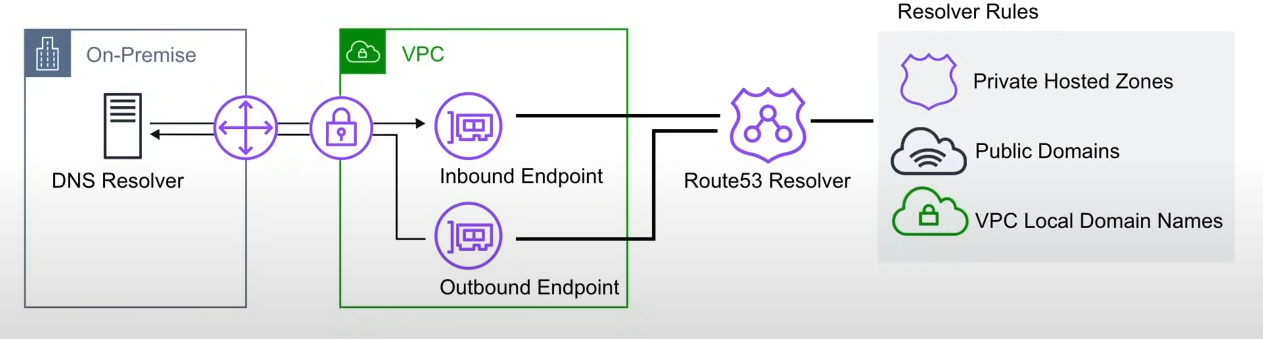 Resolver Rules
On-Premise
VPC
Private Hosted Zones
Public Domains
DNS Resolver
Inbound Endpoint
Route53 Resolver
VPC Local Domain Names
Outbound Endpoint